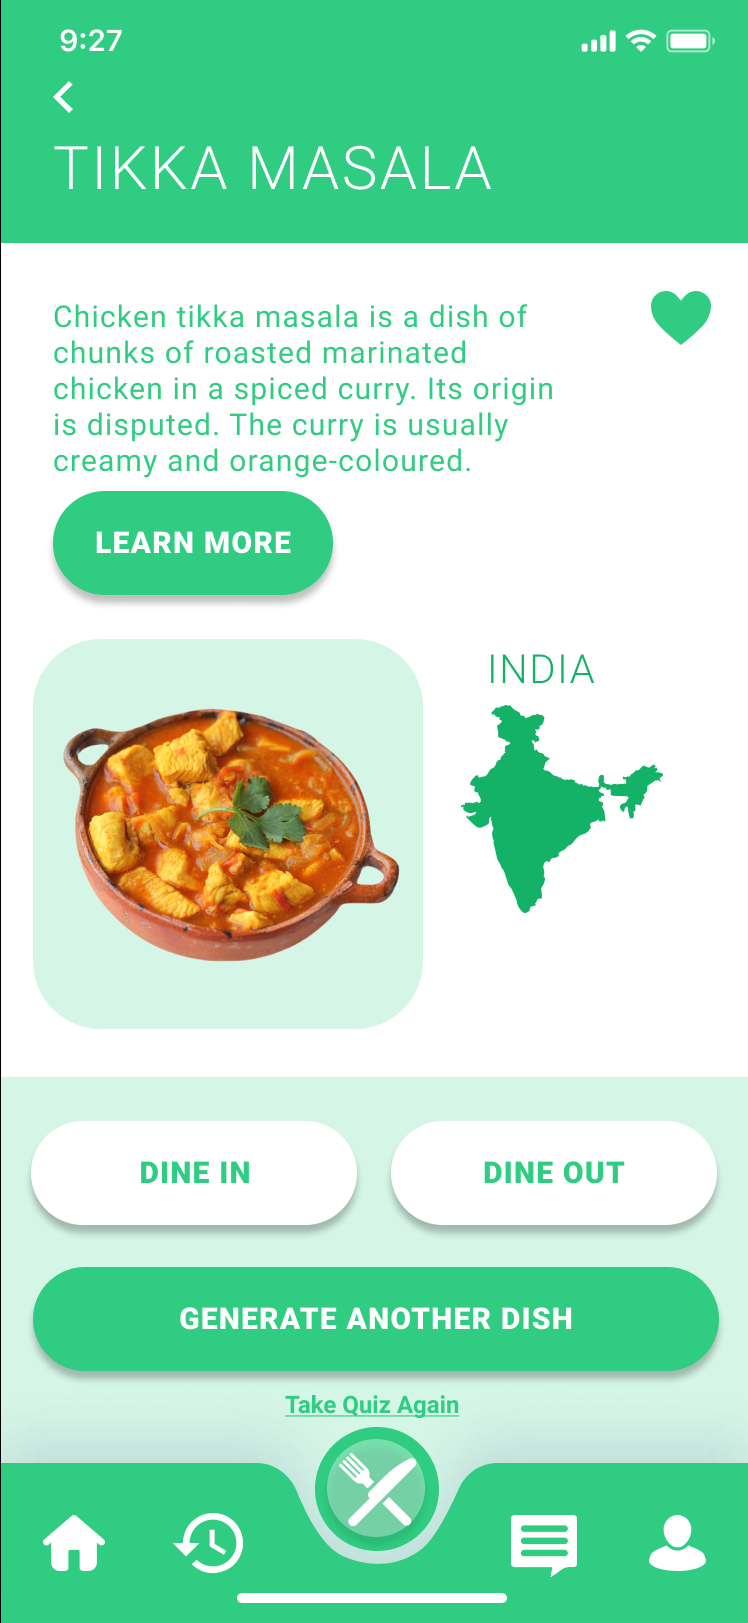 9:27
TIKKA MASALA
Chicken tikka masala is a dish of
chunks of roasted marinated
chicken in a spiced curry. Its origin
is disputed. The curry is usually
creamy and orange-coloured.
LEARN MORE
INDIA
DINE IN
DINE OUT
GENERATE ANOTHER DISH
Take Quiz Again